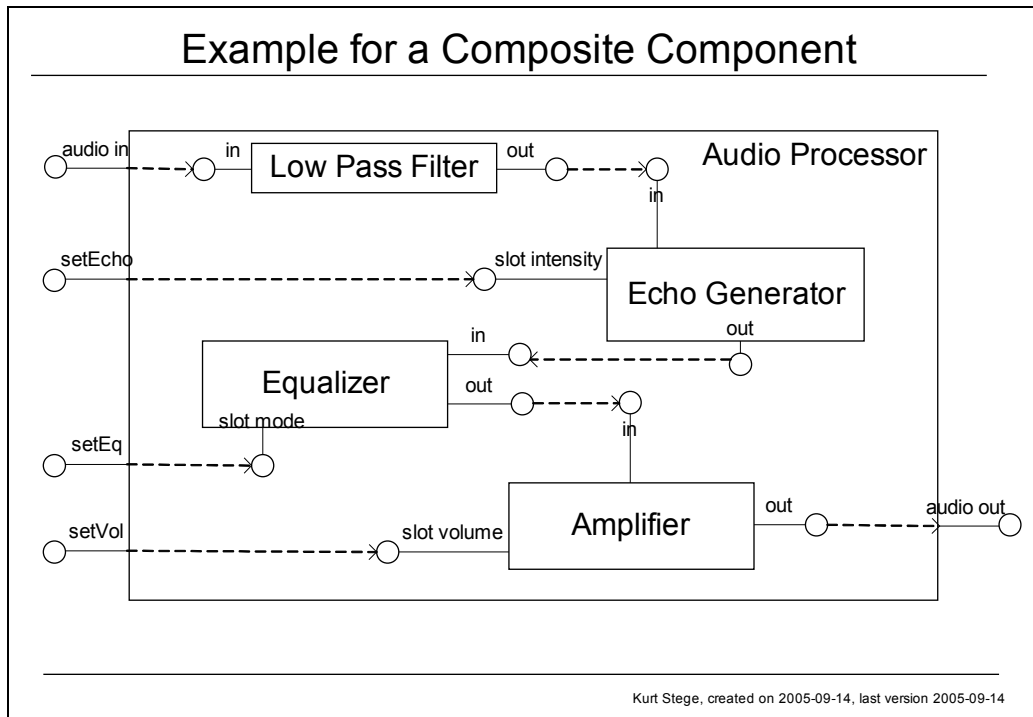 Example for a Composite Component
audio in
in
Low Pass Filter
out
in
Audio Processor
setEcho
slot intensity
Echo Generator
out
in
Equalizer
out
slot mode
in
setEq
setVol
slot volume
Amplifier
out
audio out
Kurt Stege, created on 2005-09-14, last version 2005-09-14